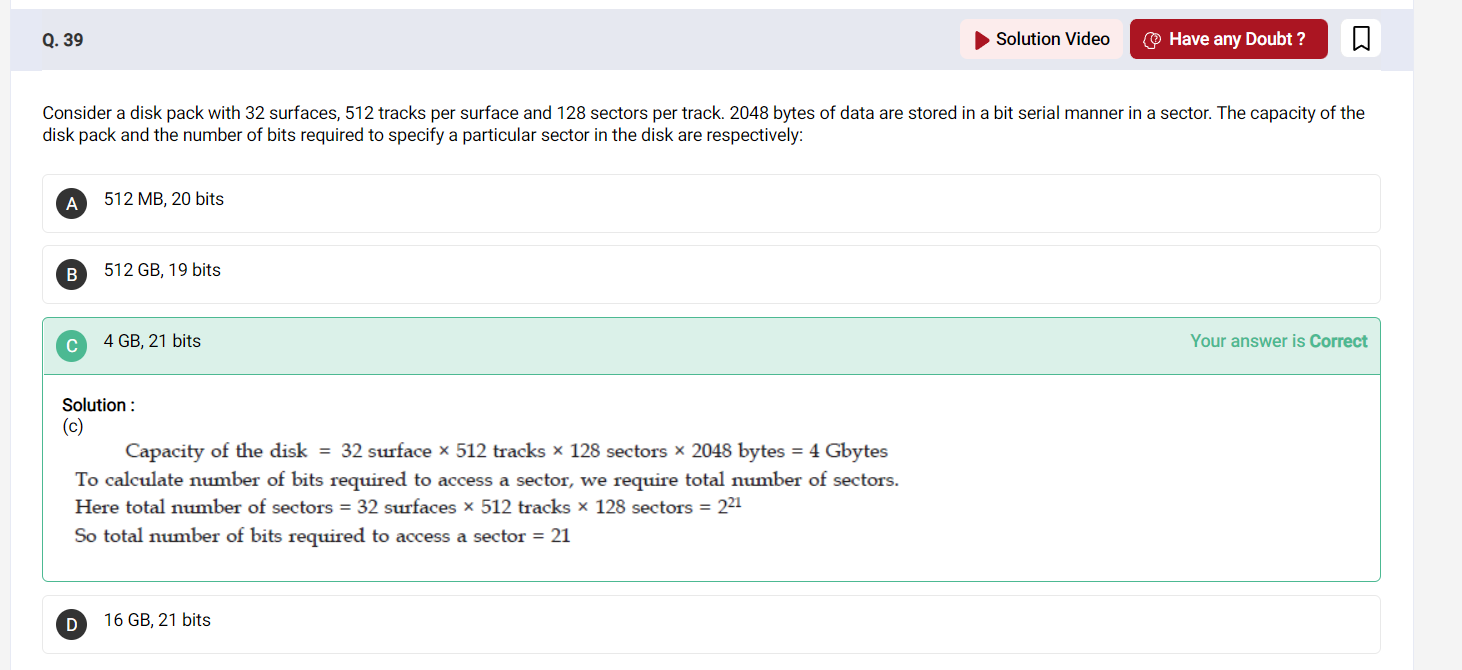 Q. 39
Solution Video
Have any Doubt ?
Consider a disk pack with 32 surfaces, 512 tracks per surface and 128 sectors per track. 2048 bytes of data are stored in a bit serial manner in a sector. The capacity of the
disk pack and the number of bits required to specify a particular sector in the disk are respectively:
A 512 MB, 20 bits
B 512 GB, 19 bits
C 4 GB, 21 bits Your answer is Correct
Solution :
(c)
Capacity of the disk = 32 surface × 512 tracks × 128 sectors × 2048 bytes = 4 Gbytes
To calculate number of bits required to access a sector, we require total number of sectors.
Here total number of sectors = 32 surfaces × 512 tracks × 128 sectors = 2²¹
So total number of bits required to access a sector = 21
D 16 GB, 21 bits